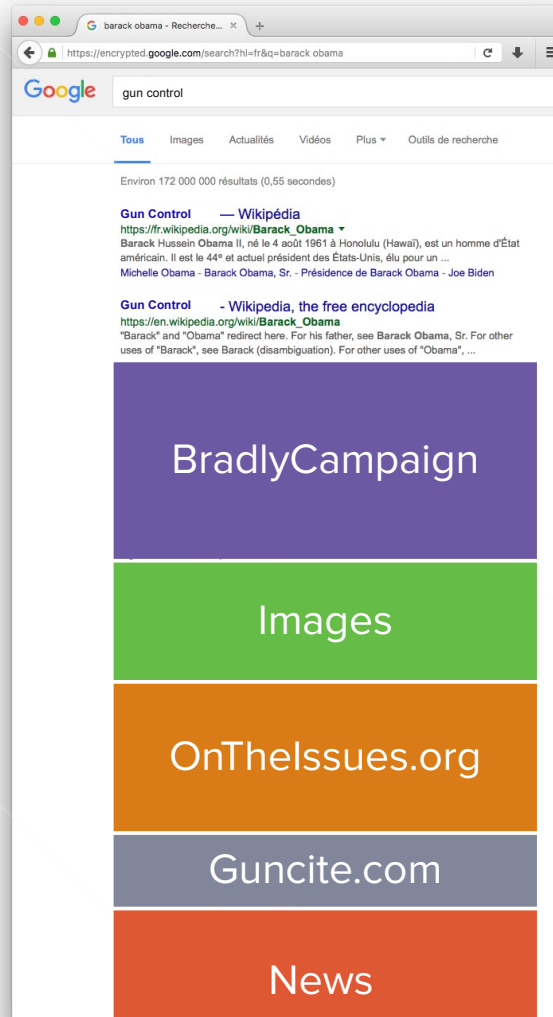 barack obama - Recherche... × +
https://encrypted.google.com/search?hl=fr&q=barack obama
Google gun control
Tous Images Actualités Vidéos Plus Outils de recherche
Environ 172 000 000 résultats (0,55 secondes)
Gun Control — Wikipédia
https://fr.wikipedia.org/wiki/Barack_Obama
Barack Hussein Obama II, né le 4 août 1961 à Honolulu (Hawaï), est un homme d'État
américain. Il est le 44e et actuel président des États-Unis, élu pour un ...
Michelle Obama - Barack Obama, Sr. - Présidence de Barack Obama - Joe Biden
Gun Control - Wikipedia, the free encyclopedia
https://en.wikipedia.org/wiki/Barack_Obama
"Barack" and "Obama" redirect here. For his father, see Barack Obama, Sr. For other
uses of "Barack", see Barack (disambiguation). For other uses of "Obama", ...
BradlyCampaign
Images
OnTheIssues.org
Guncite.com
News